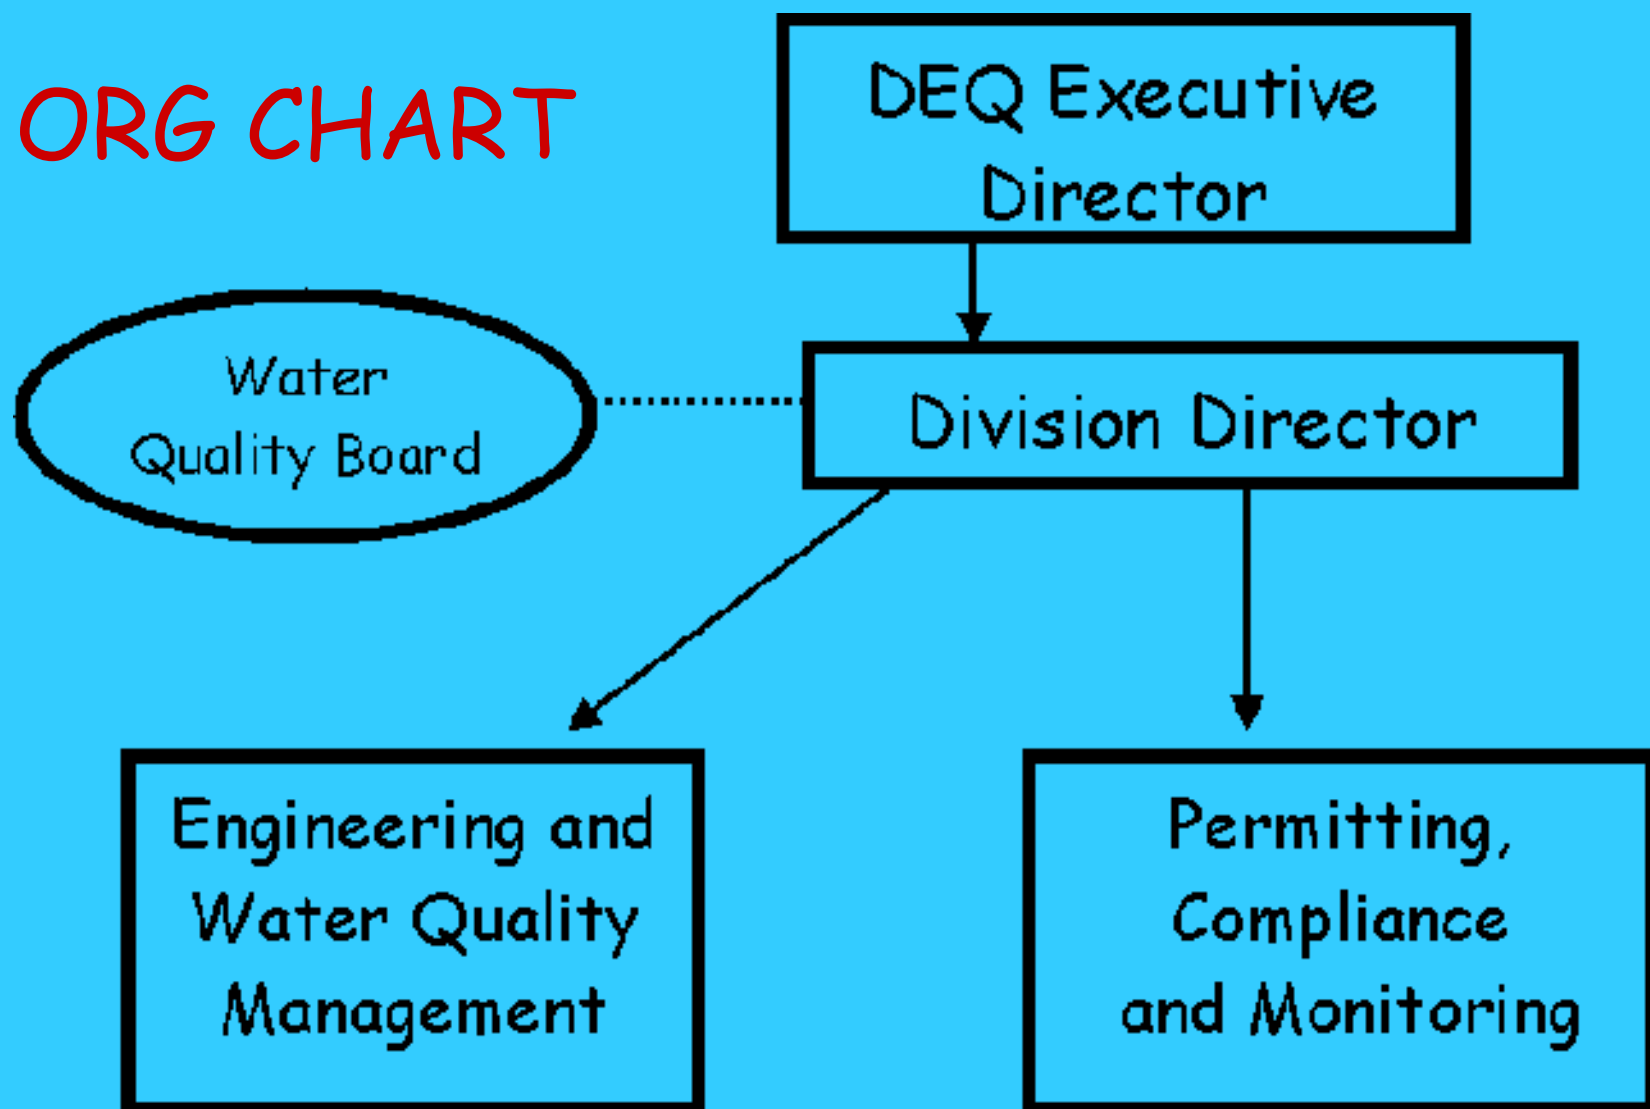 ORG CHART
DEQ Executive
Director
Water
Quality Board
Division Director
Engineering and
Water Quality
Management
Permitting,
Compliance
and Monitoring